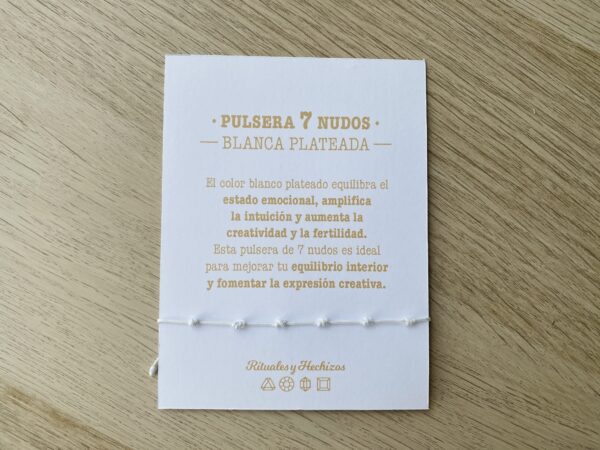 · PULSERA 7 NUDOS ·
— BLANCA PLATEADA —
El color blanco plateado equilibra el
estado emocional, amplifica
la intuición y aumenta la
creatividad y la fertilidad.
Esta pulsera de 7 nudos es ideal
para mejorar tu equilibrio interior
y fomentar la expresión creativa.
Rituales y Hechizos